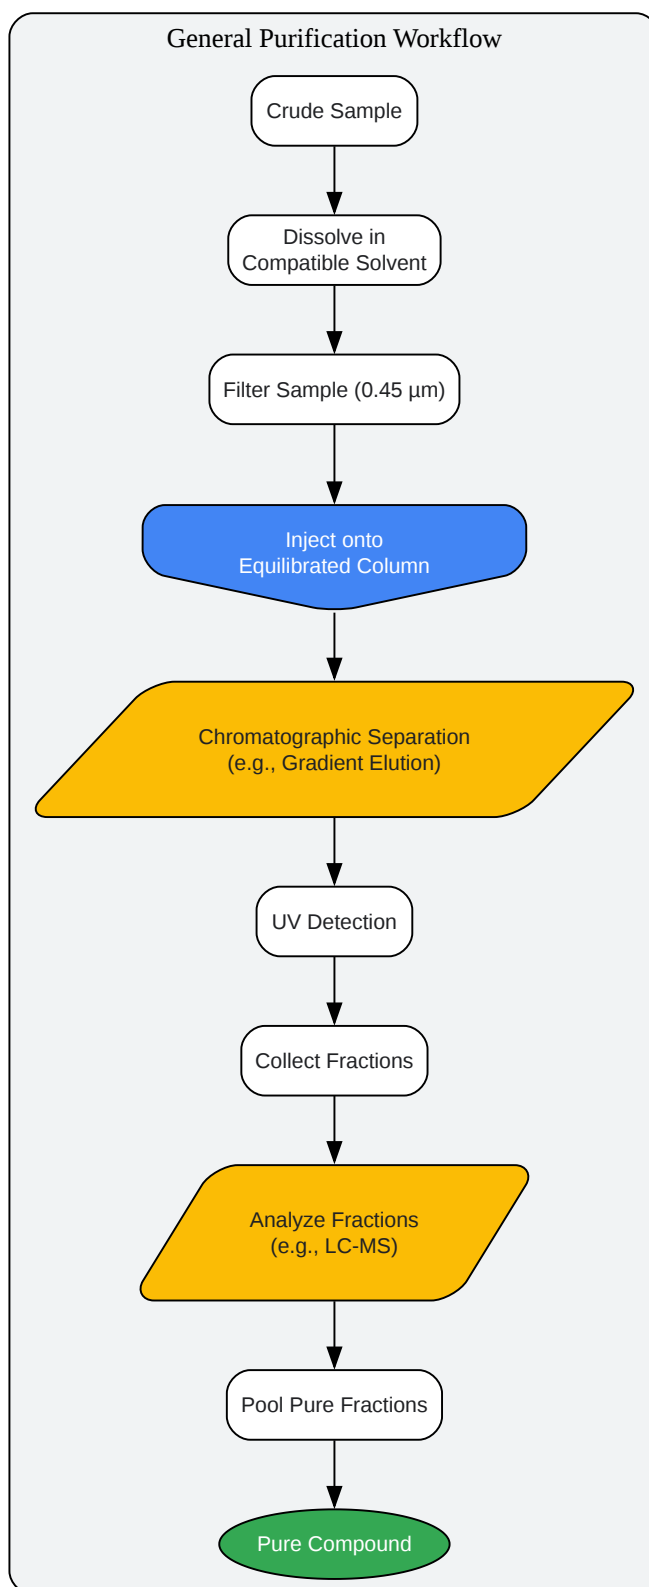 General Purification Workflow
Crude Sample
Dissolve in
Compatible Solvent
Filter Sample (0.45 µm)
Inject onto
Equilibrated Column
Chromatographic Separation
(e.g., Gradient Elution)
UV Detection
Collect Fractions
Analyze Fractions
(e.g., LC-MS)
Pool Pure Fractions
Pure Compound